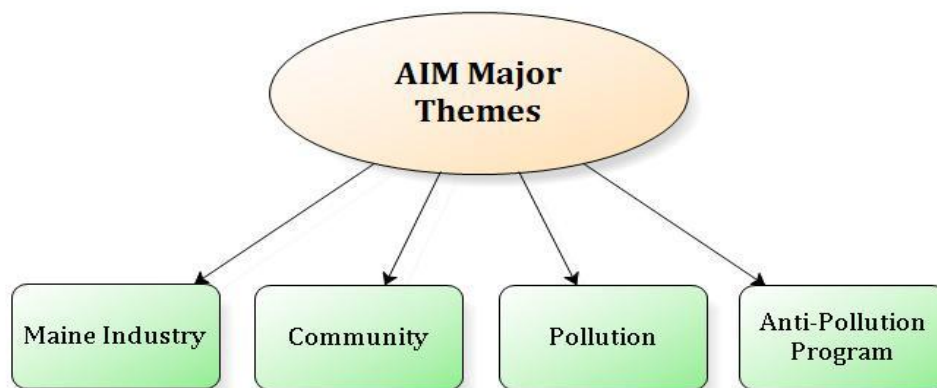 AIM Major
Themes
Maine Industry
Community
Pollution
Anti-Pollution
Program